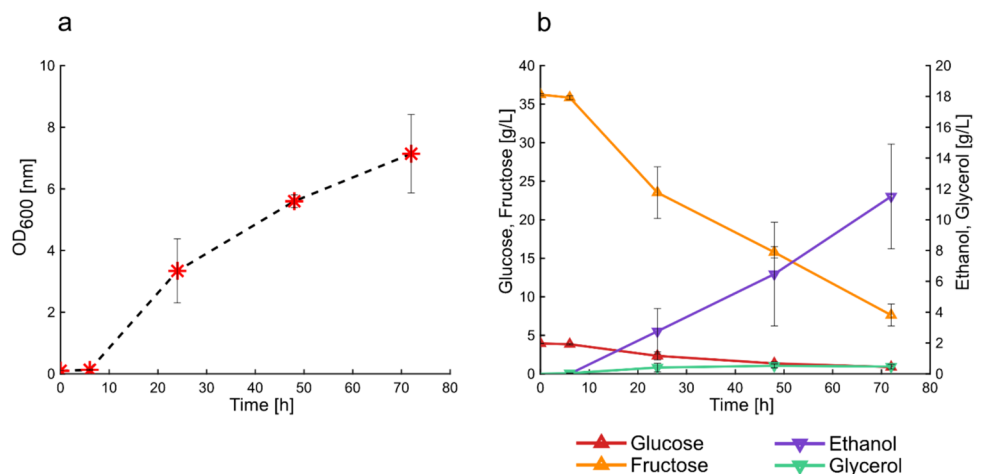 a
10
8
6
4
2
0
OD600 [nm]
0 10 20 30 40 50 60 70 80
Time [h]
b
40
35
30
25
20
15
10
5
0
Glucose, Fructose [g/L]
20
18
16
14
12
10
8
6
4
2
0
Ethanol, Glycerol [g/L]
0 10 20 30 40 50 60 70 80
Time [h]
Glucose
Fructose
Ethanol
Glycerol